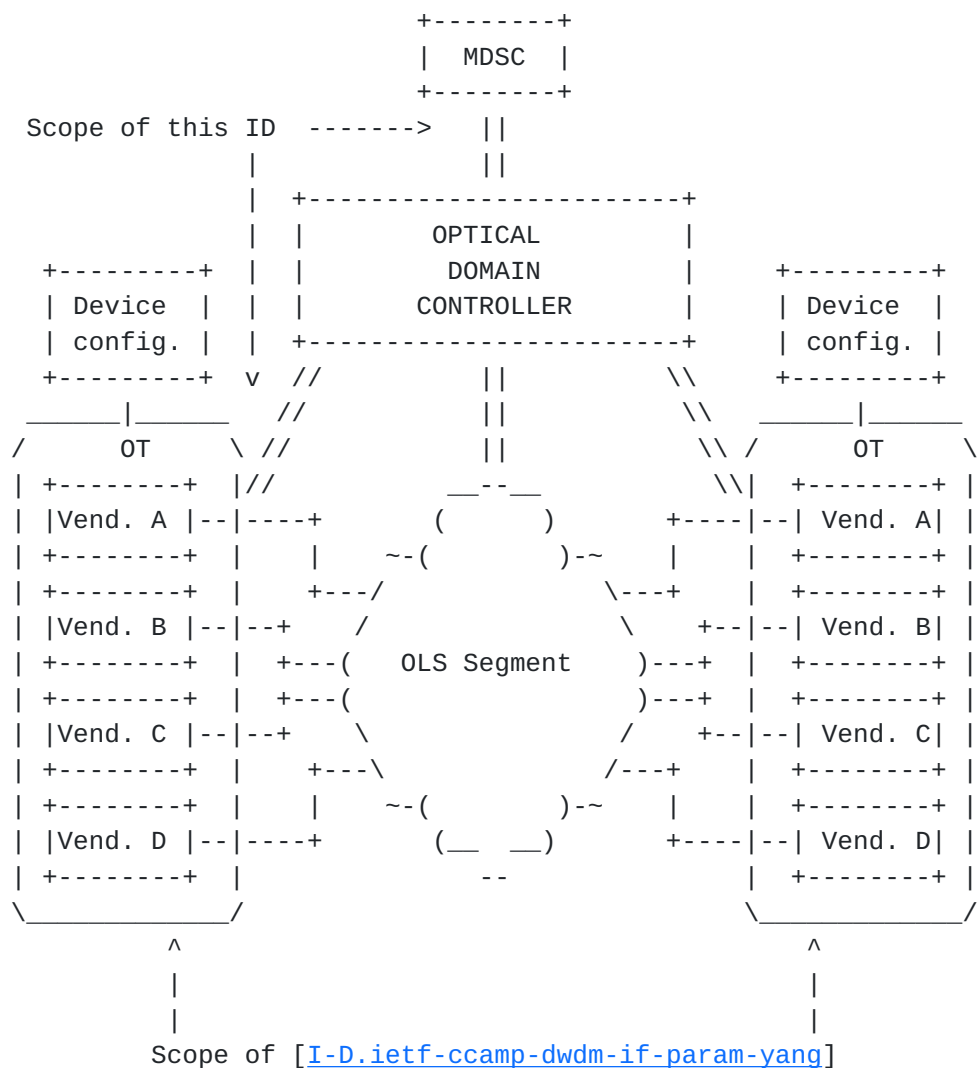 MDSC
Scope of this ID
OPTICAL
DOMAIN
Device CONTROLLER Device
config. config.
OT OT
Vend. A Vend. A
Vend. B Vend. B
OLS Segment
Vend. C Vend. C
Vend. D Vend. D
Scope of [I-D.ietf-ccamp-dwdm-if-param-yang]